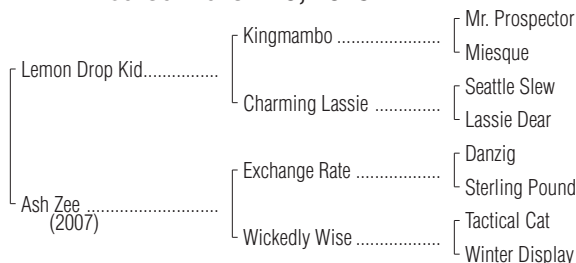 Kingmambo ................... Mr. Prospector
Miesque
Lemon Drop Kid...............
Charming Lassie ............. Seattle Slew
Lassie Dear
Exchange Rate ................. Danzig
Sterling Pound
Ash Zee ..........................
(2007)
Wickedly Wise ................ Tactical Cat
Winter Display